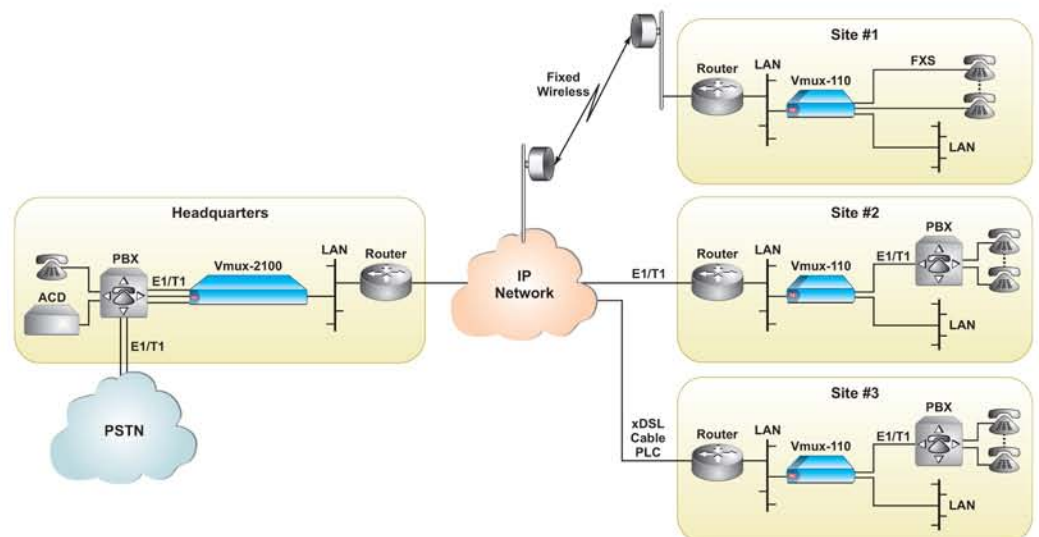 Headquarters
PBX
ACD
E1/T1
Vmux-2100
LAN
Router
E1/T1
PSTN
IP
Network
Fixed
Wireless
E1/T1
xDSL
Cable
PLC
Site #1
Router
LAN
Vmux-110
FXS
LAN
Site #2
Router
LAN
Vmux-110
E1/T1
PBX
LAN
Site #3
Router
LAN
Vmux-110
E1/T1
PBX
LAN